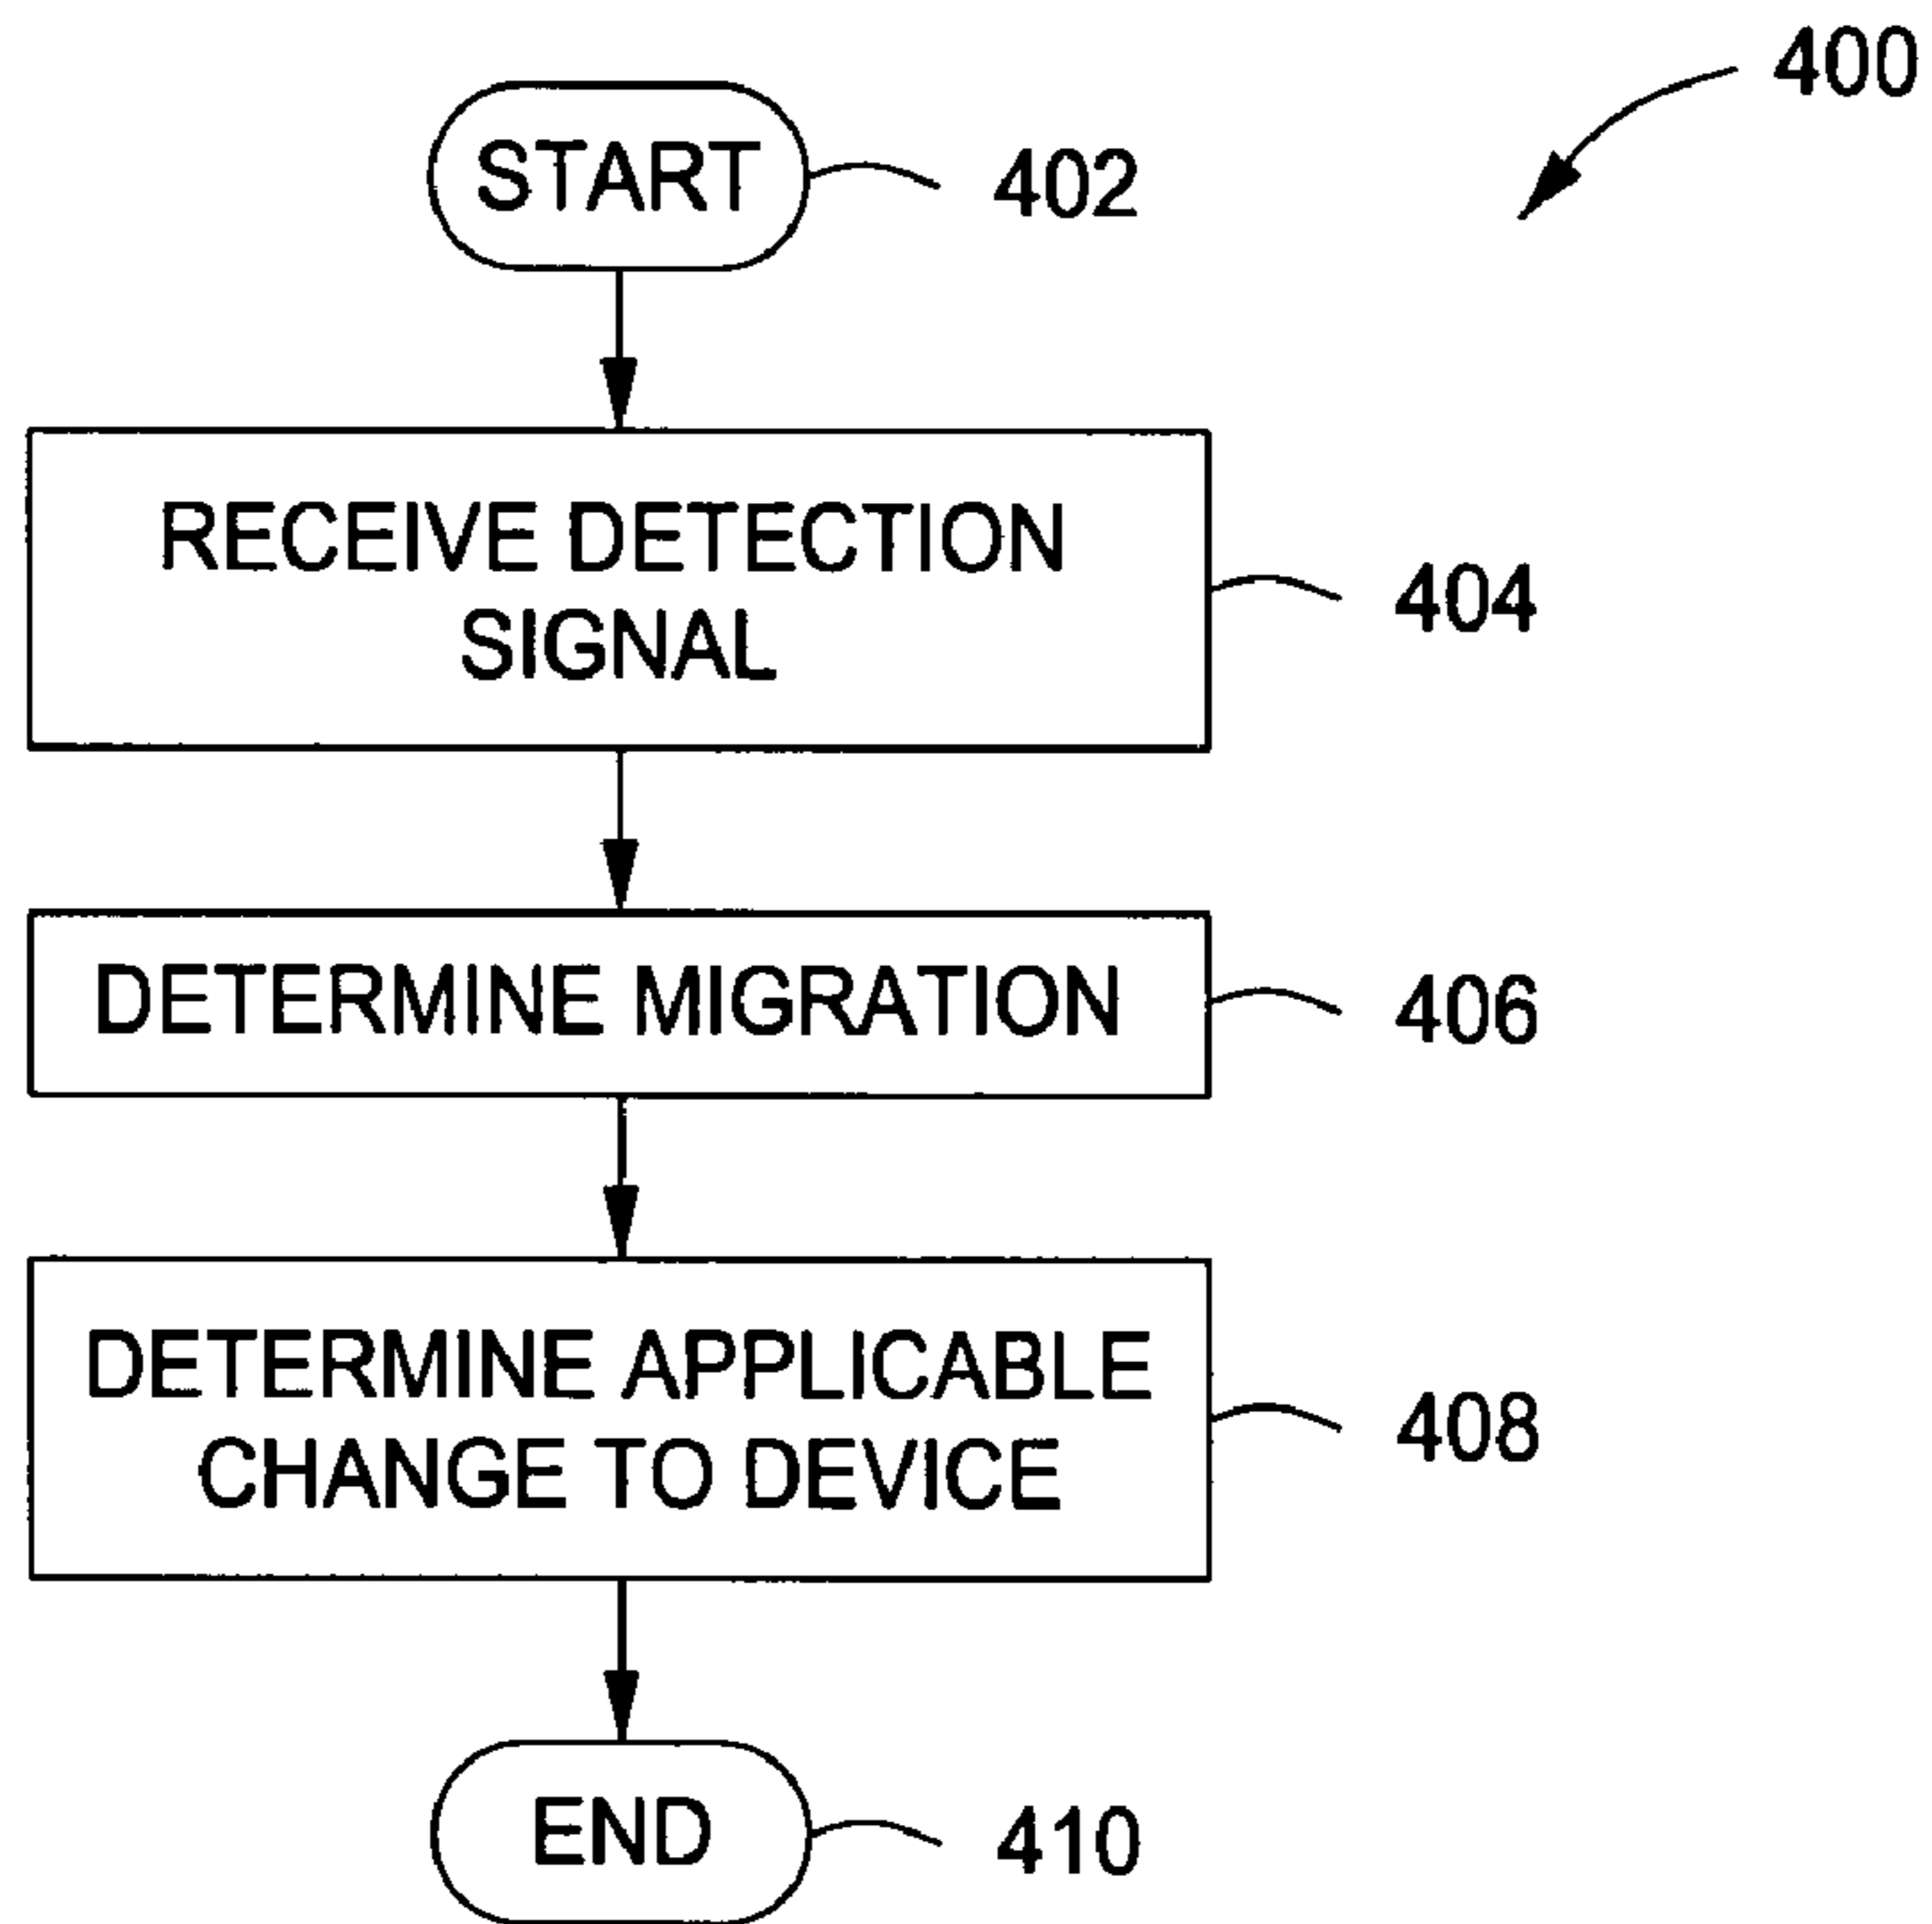 400
START
402
RECEIVE DETECTION
SIGNAL
404
DETERMINE MIGRATION
406
DETERMINE APPLICABLE
CHANGE TO DEVICE
408
END
410